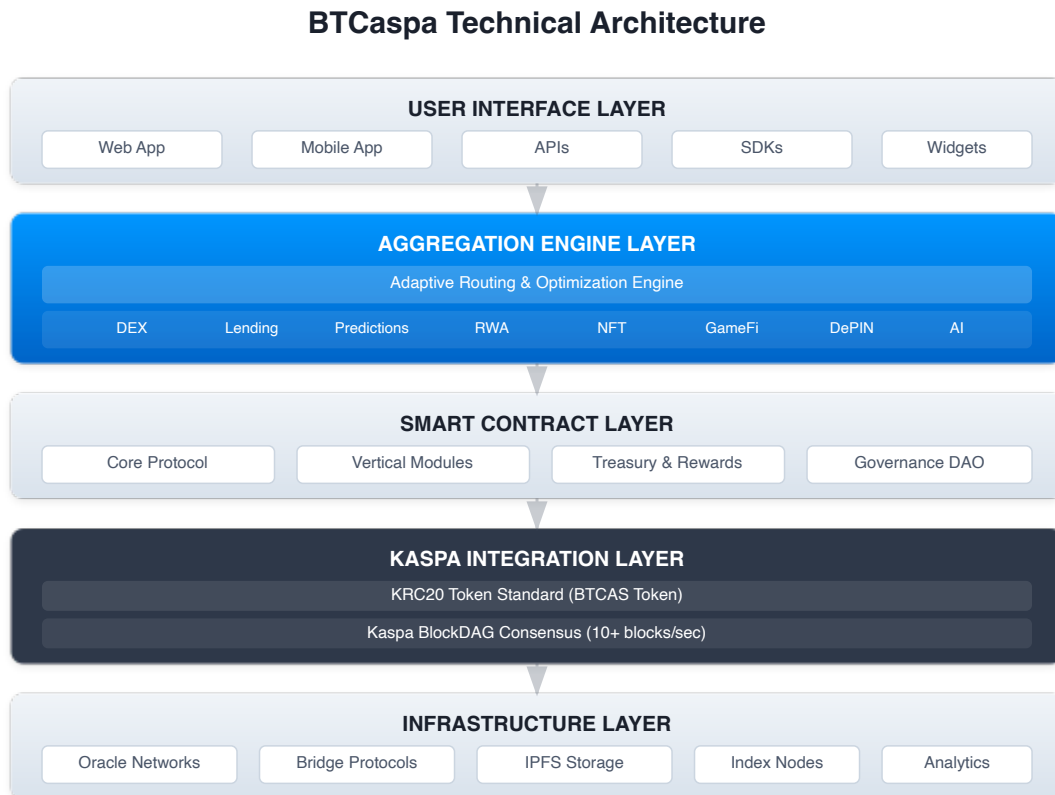 BTCaspa Technical Architecture
USER INTERFACE LAYER
Web App Mobile App APIs SDKs Widgets
AGGREGATION ENGINE LAYER
Adaptive Routing & Optimization Engine
DEX Lending Predictions RWA NFT GameFi DePIN AI
SMART CONTRACT LAYER
Core Protocol Vertical Modules Treasury & Rewards Governance DAO
KASPA INTEGRATION LAYER
KRC20 Token Standard (BTCAS Token)
Kaspa BlockDAG Consensus (10+ blocks/sec)
INFRASTRUCTURE LAYER
Oracle Networks Bridge Protocols IPFS Storage Index Nodes Analytics